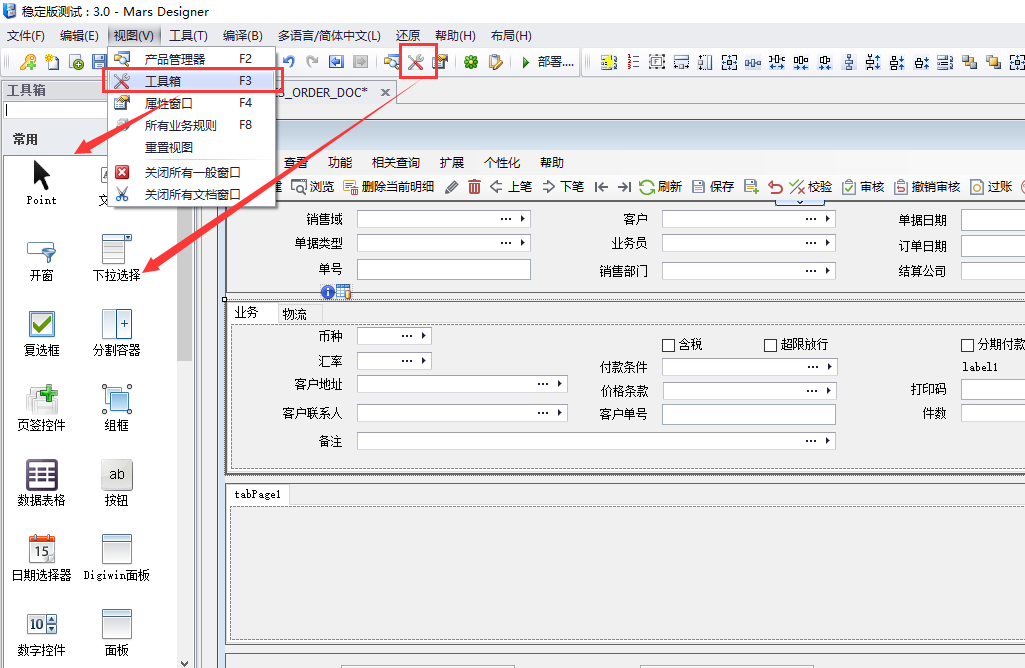 稳定版测试 : 3.0 - Mars Designer
文件(F) 编辑(E) 视图(V) 工具(T) 编译(B) 多语言/简体中文(L) 还原 帮助(H) 布局(H)
部署....
产品管理器 F2
工具箱 F3
属性窗口 F4
所有业务规则 F8
重置视图
关闭所有一般窗口
关闭所有文档窗口
工具箱
常用
Point
开窗 下拉选择
复选框 分割容器
页签控件 组框
数据表格 按钮
日期选择器 Digiwin面板
数字控件 面板
ab
15
10
_ORDER_DOC*
查看 功能 相关查询 扩展 个性化 帮助
浏览 删除当前明细 上笔 下笔 刷新 保存 校验 审核 撤销审核 过账
销售域 客户 单据日期
单据类型 业务员 订单日期
单号 销售部门 结算公司
业务 物流
币种 含税 超限放行 分期付款
汇率 付款条件 label1
客户地址 价格条款 打印码
客户联系人 客户单号 件数
备注
tabPage1